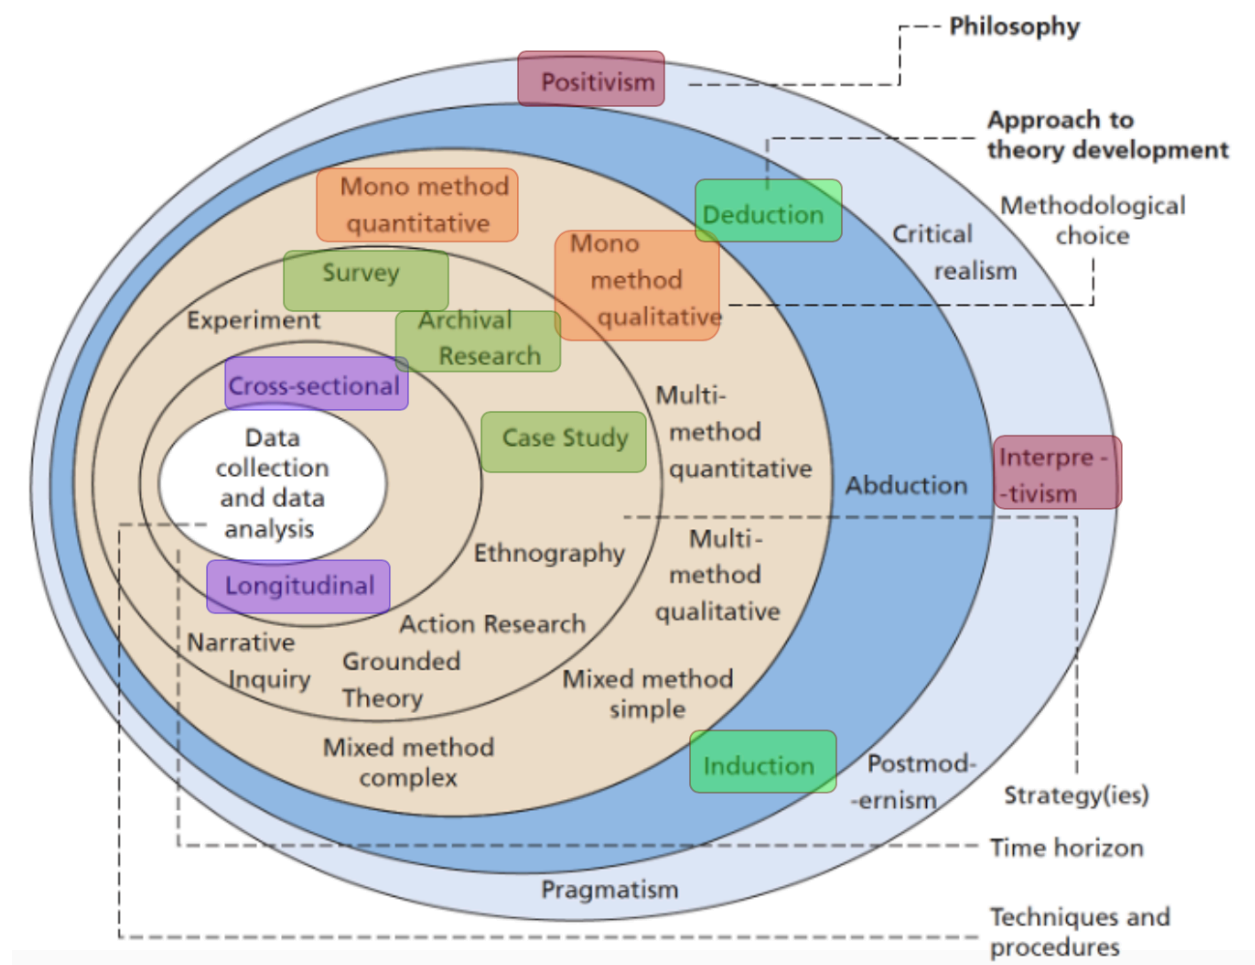 Philosophy
Positivism
Approach to
theory development
Mono method
quantitative
Deduction
Methodological
choice
Critical
realism
Mono
method
qualitative
Survey
Experiment
Archival
Research
Cross-sectional
Multi-
method
quantitative
Case Study
Data
collection
and data
analysis
Interpre -
-tivism
Abduction
Multi-
method
qualitative
Ethnography
Longitudinal
Action Research
Narrative
Inquiry
Grounded
Theory
Mixed method
simple
Mixed method
complex
Induction
Postmod-
-ernism
Strategy(ies)
Time horizon
Pragmatism
Techniques and
procedures